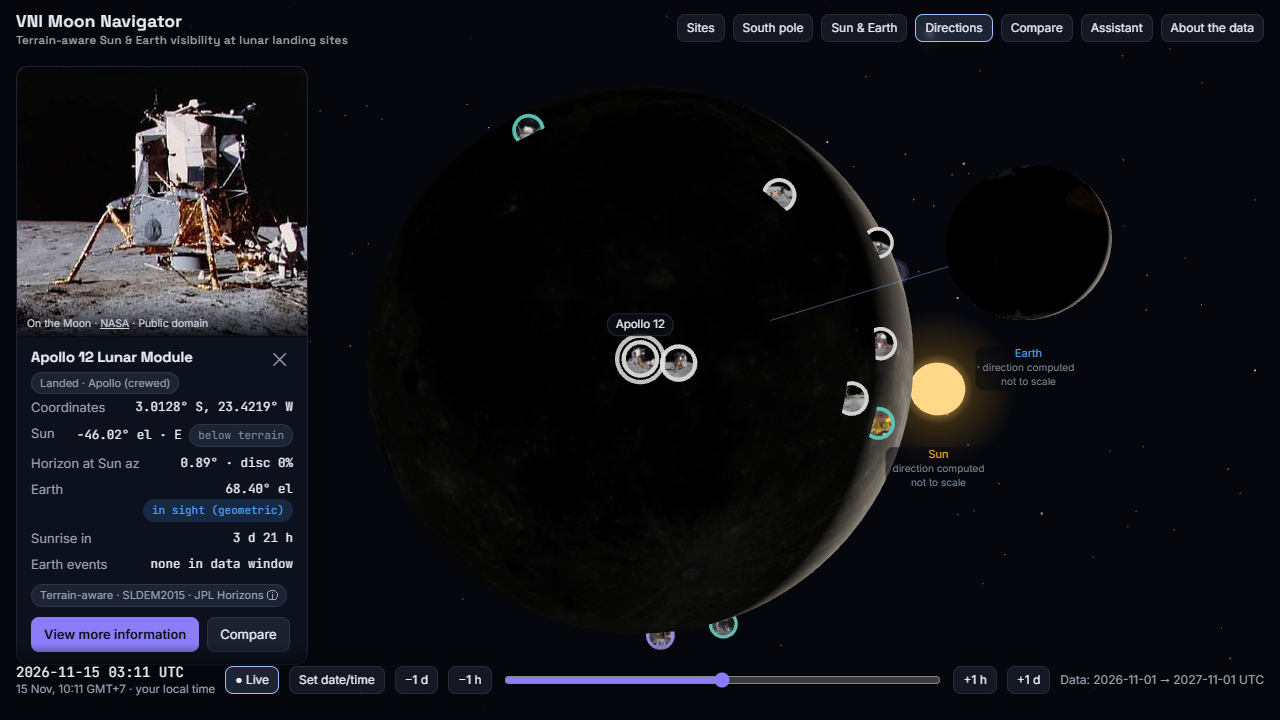 VNI Moon Navigator
Terrain-aware Sun & Earth visibility at lunar landing sites
Sites
South pole
Sun & Earth
Directions
Compare
Assistant
About the data
On the Moon · NASA · Public domain
Apollo 12 Lunar Module
Landed · Apollo (crewed)
Coordinates 3.0128° S, 23.4219° W
Sun -46.02° el · E below terrain
Horizon at Sun az 0.89° · disc 0%
Earth 68.40° el
in sight (geometric)
Sunrise in 3 d 21 h
Earth events none in data window
Terrain-aware · SLDEM2015 · JPL Horizons ⓘ
View more information
Compare
Apollo 12
Earth
direction computed
not to scale
Sun
direction computed
not to scale
2026-11-15 03:11 UTC
15 Nov, 10:11 GMT+7 · your local time
● Live
Set date/time
−1 d
−1 h
+1 h
+1 d
Data: 2026-11-01 → 2027-11-01 UTC